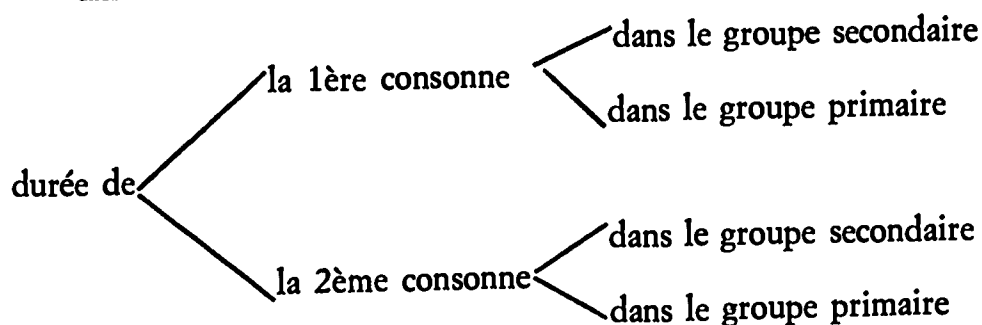 dans le groupe secondaire
la 1ère consonne
dans le groupe primaire
durée de
dans le groupe secondaire
la 2ème consonne
dans le groupe primaire